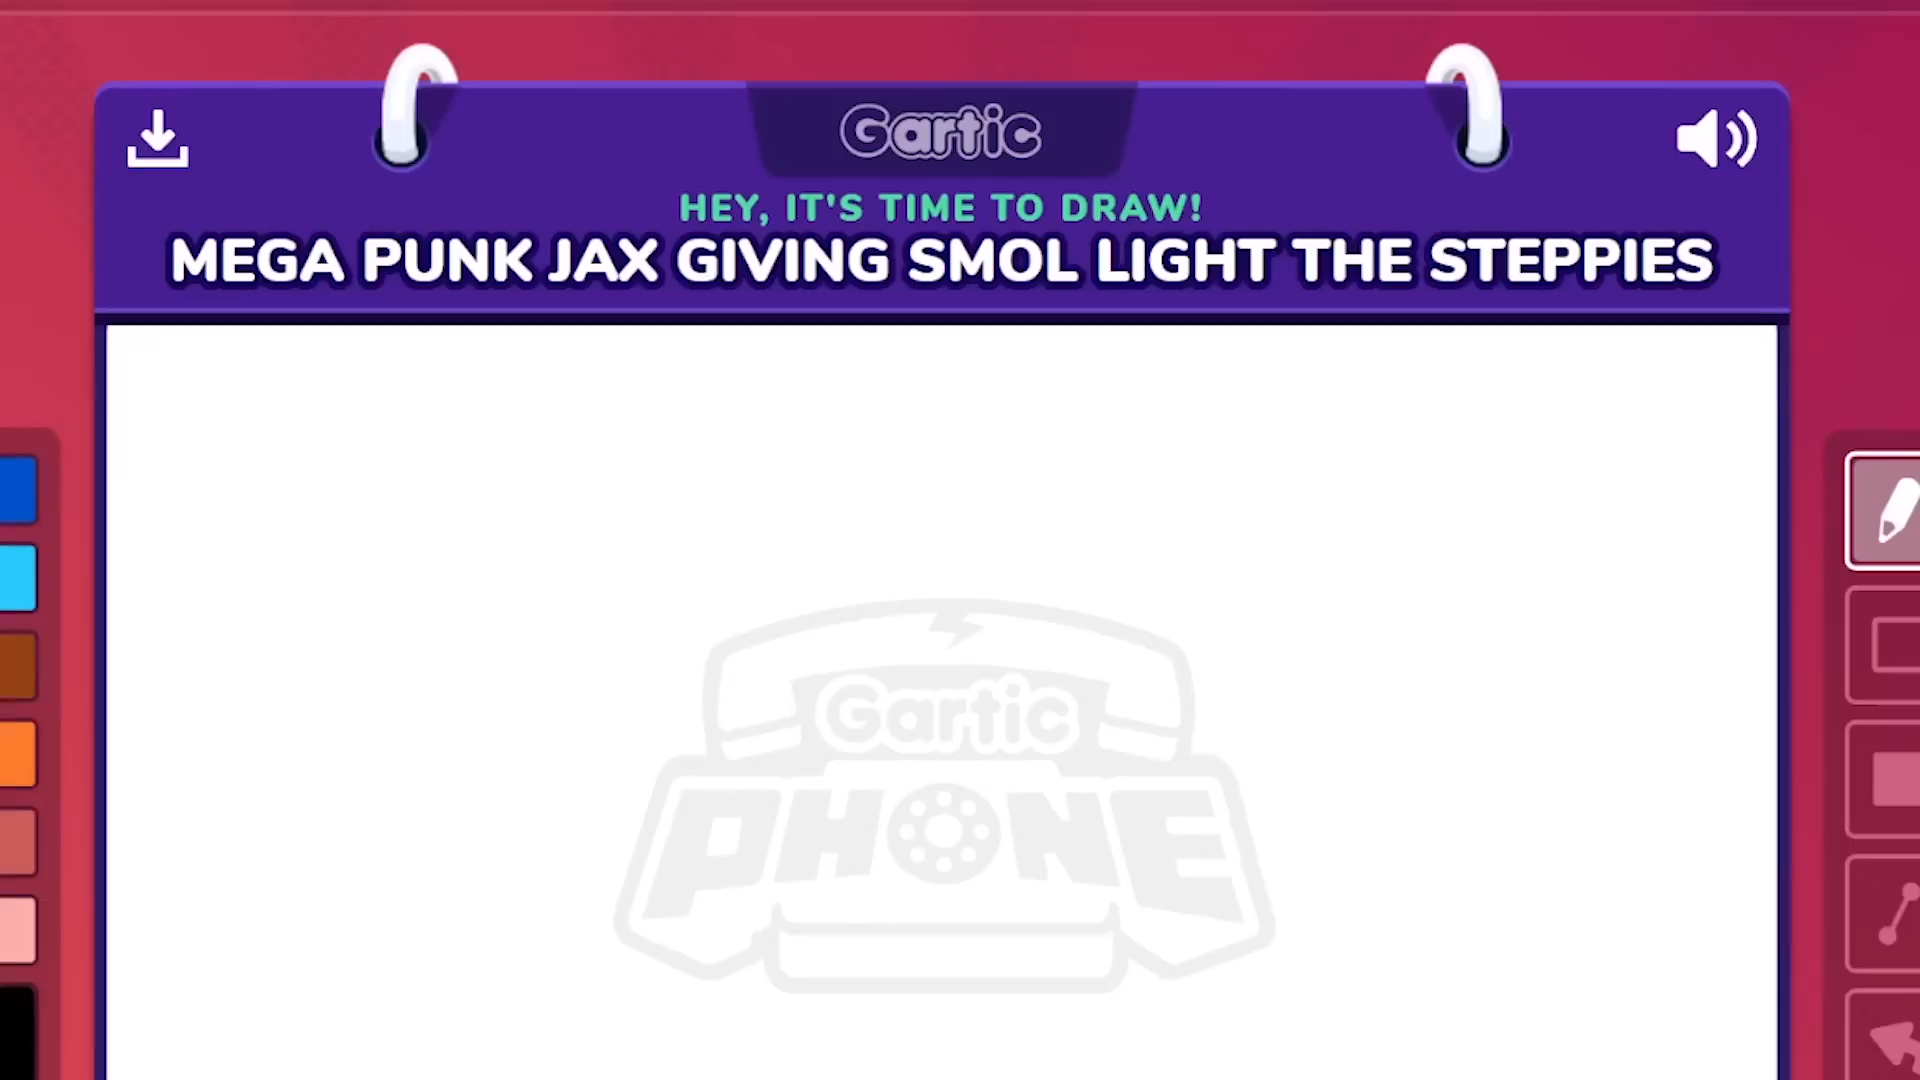 Gartic
HEY, IT'S TIME TO DRAW!
MEGA PUNK JAX GIVING SMOL LIGHT THE STEPPIES
Gartic
PHONE